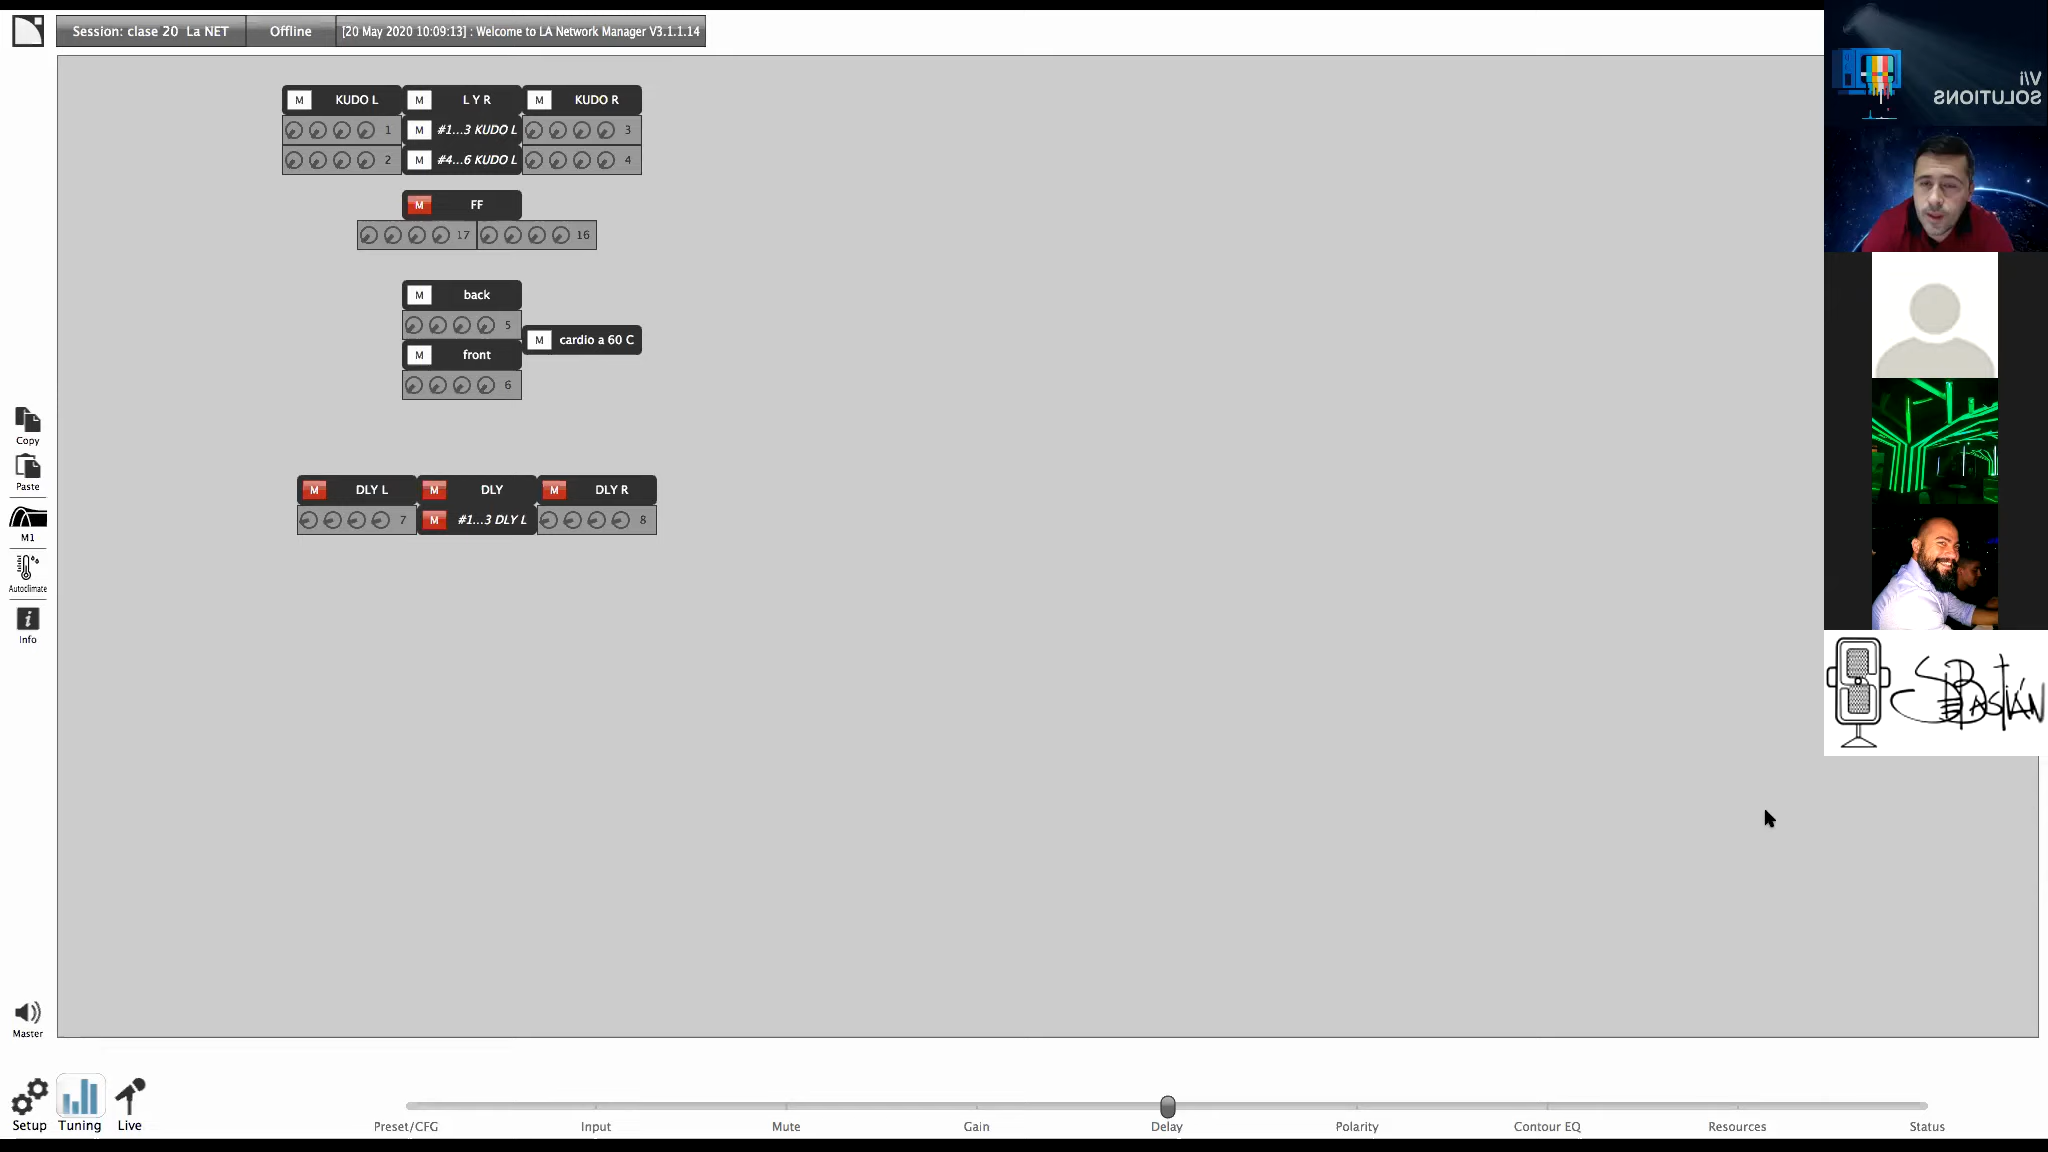 Session: clase 20 La NET
Offline
[20 May 2020 10:09:13] : Welcome to LA Network Manager V3.1.1.14
V/i
SOLUTIONS
M KUDO L M L Y R M KUDO R
1 M #1...3 KUDO L 3
2 M #4...6 KUDO L 4
M FF
17 16
M back
5
M cardio a 60 C
M front
6
M DLY L M DLY M DLY R
7 M #1...3 DLY L 8
Copy
Paste
M1
Autoclimate
i
Info
SEBASTIÁN
Master
Setup Tuning Live
Preset/CFG Input Mute Gain Delay Polarity Contour EQ Resources Status